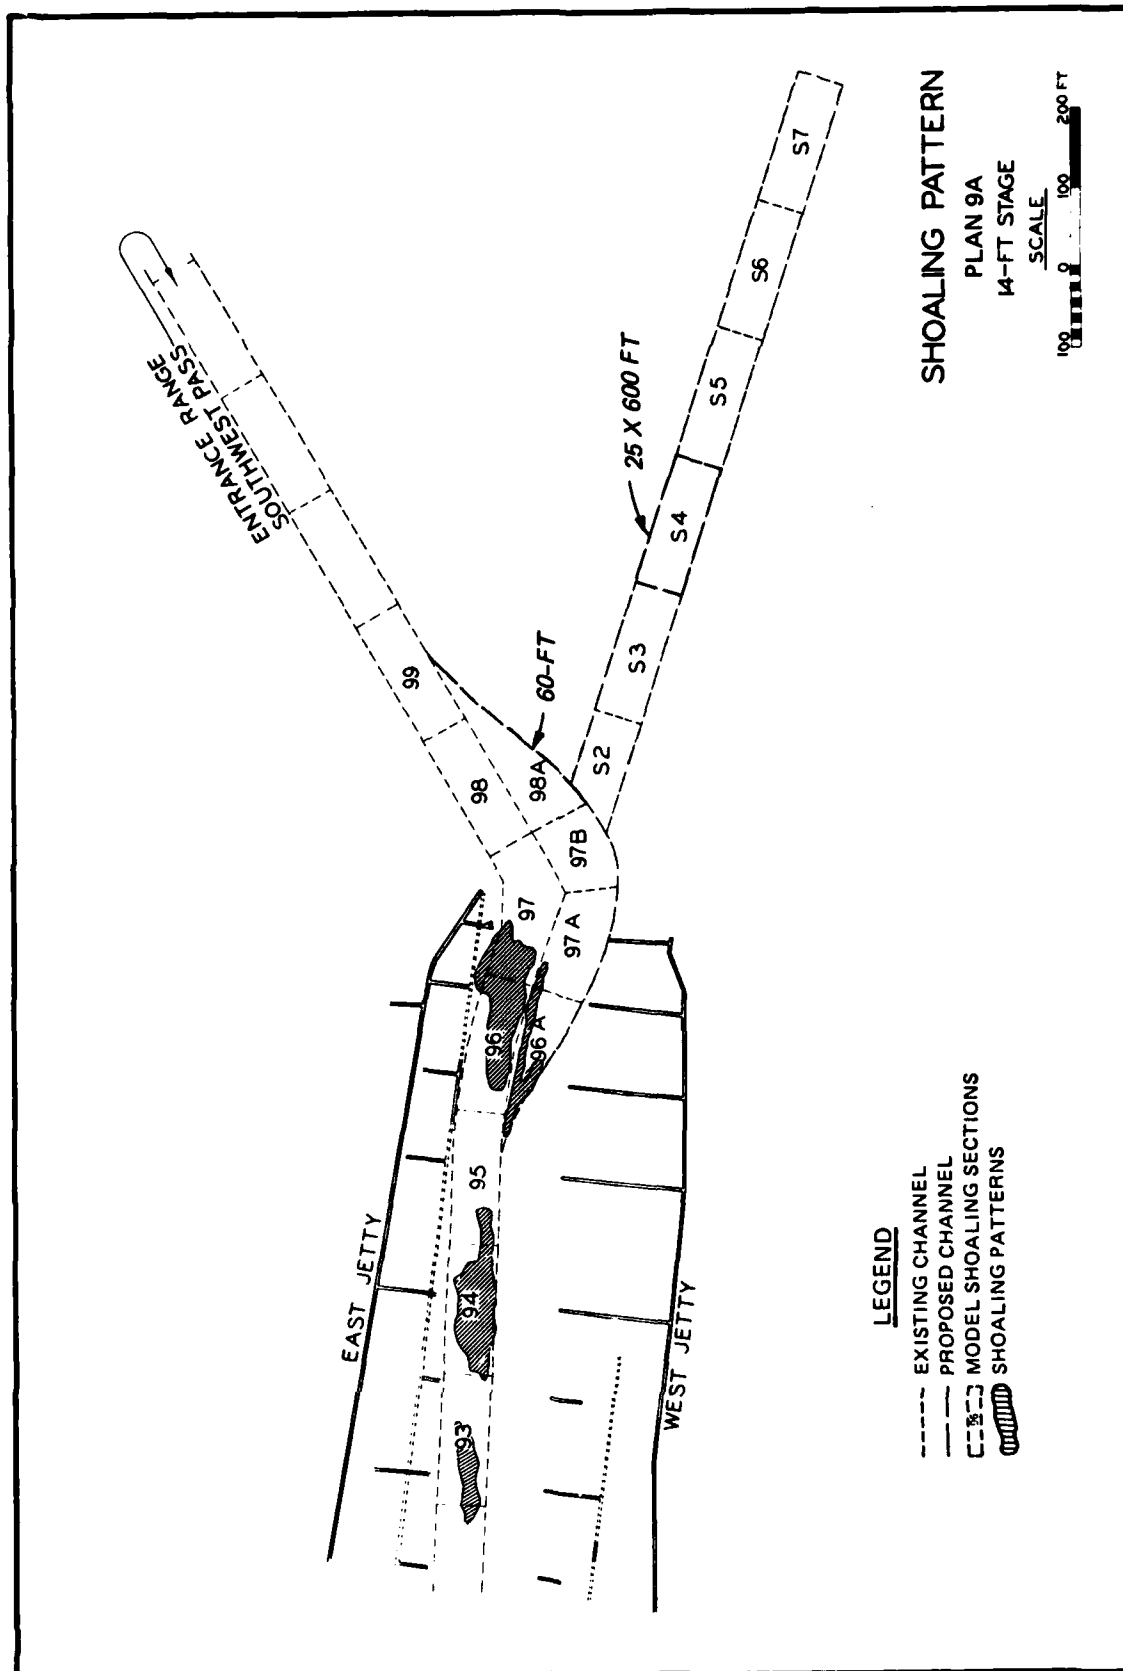 ENTRANCE RANGE
SOUTHWEST PASS
EAST JETTY
93
94
95
96
97
98
99
96 A
97 A
97B
98A
60-FT
25 X 600 FT
S2
S3
S4
S5
S6
S7
WEST JETTY
LEGEND
EXISTING CHANNEL
PROPOSED CHANNEL
MODEL SHOALING SECTIONS
SHOALING PATTERNS
SHOALING PATTERN
PLAN 9A
14-FT STAGE
SCALE
100 0 100 200 FT